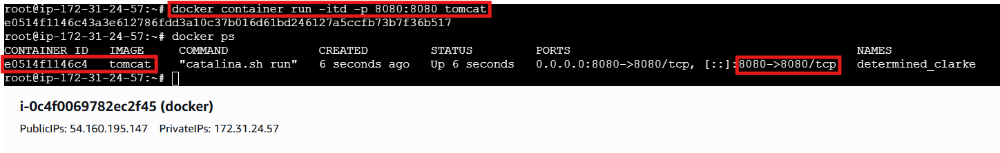 root@ip-172-31-24-57:~# docker container run -itd -p 8080:8080 tomcat
e0514f1146c43a3e612786fdd3a10c37b016d61bd246127a5ccfb73b7f36b517
root@ip-172-31-24-57:~# docker ps
CONTAINER ID   IMAGE     COMMAND             CREATED         STATUS         PORTS                                         NAMES
e0514f1146c4   tomcat    "catalina.sh run"   6 seconds ago   Up 6 seconds   0.0.0.0:8080->8080/tcp, [::]:8080->8080/tcp   determined_clarke
root@ip-172-31-24-57:~#
i-0c4f0069782ec2f45 (docker)
PublicIPs: 54.160.195.147   PrivateIPs: 172.31.24.57